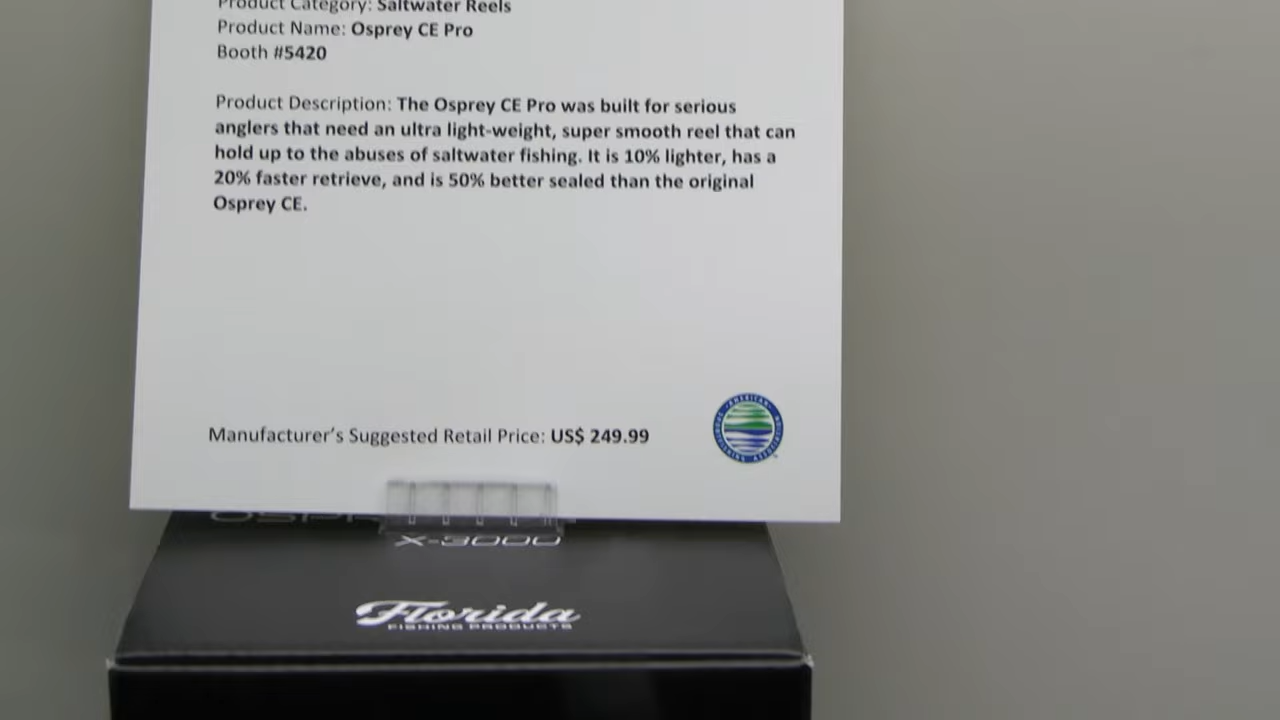 Product Category: Saltwater Reels
Product Name: Osprey CE Pro
Booth #5420
Product Description: The Osprey CE Pro was built for serious
anglers that need an ultra light-weight, super smooth reel that can
hold up to the abuses of saltwater fishing. It is 10% lighter, has a
20% faster retrieve, and is 50% better sealed than the original
Osprey CE.
Manufacturer's Suggested Retail Price: US$ 249.99
AMERICAN SPORTFISHING ASSOCIATION
X-3000
Florida
FISHING PRODUCTS